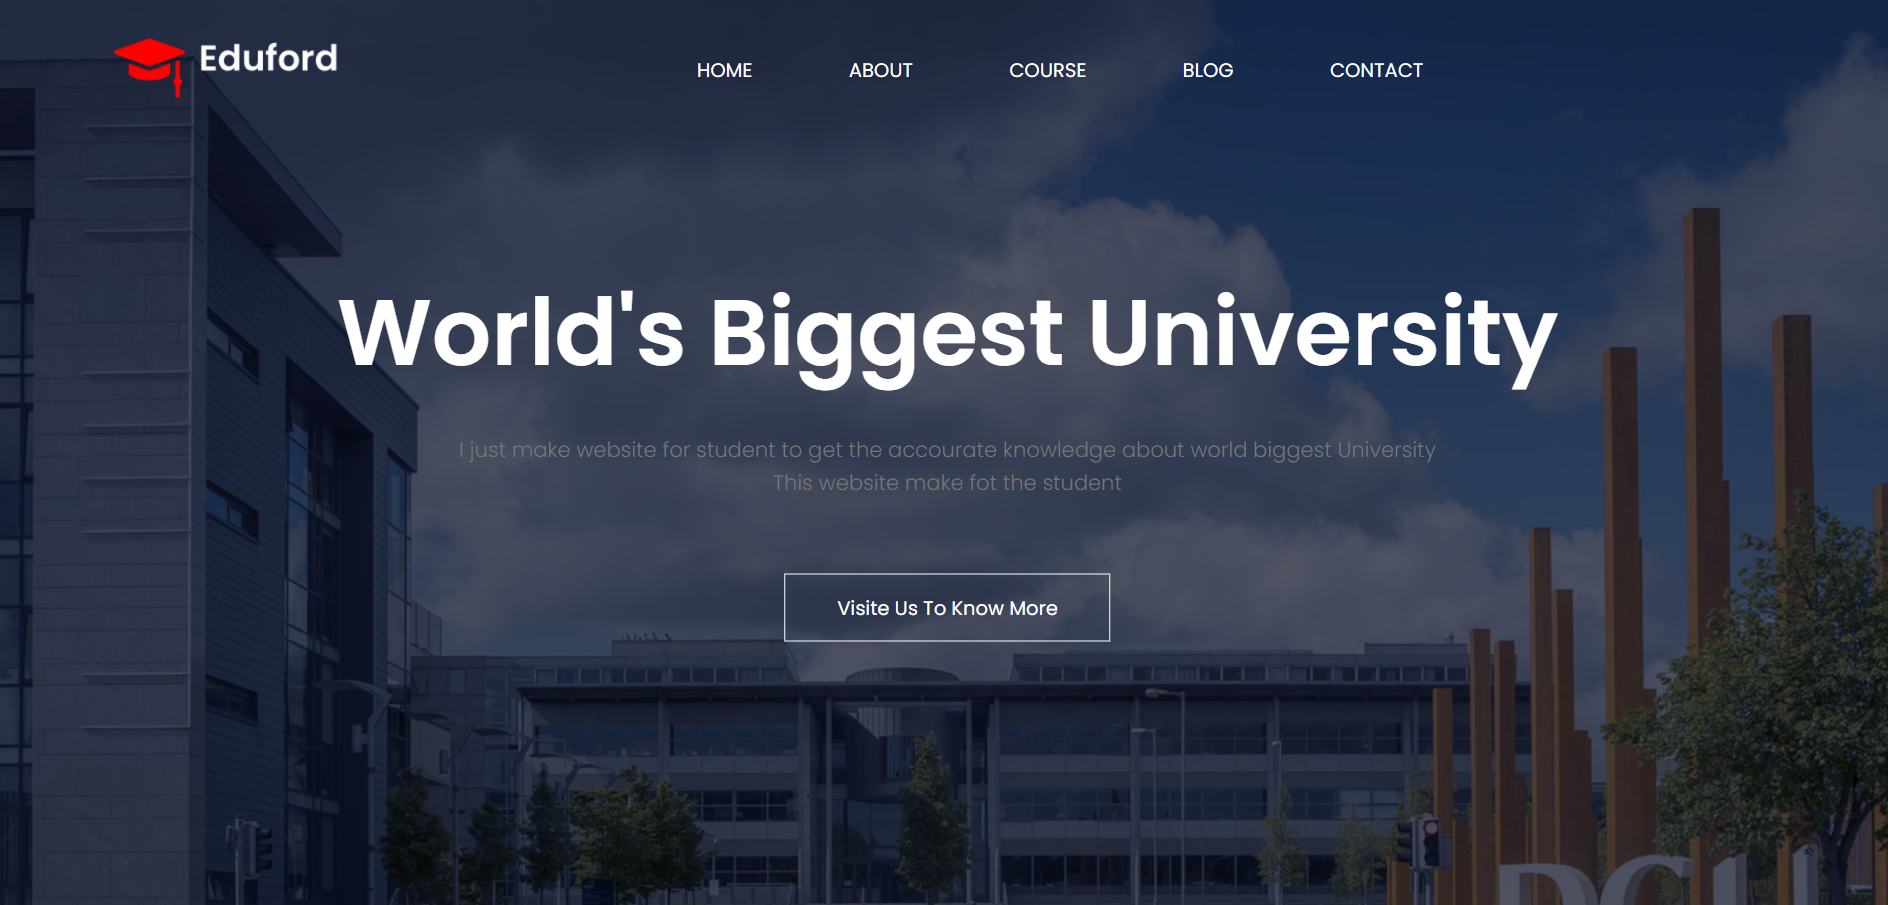 Eduford
HOME ABOUT COURSE BLOG CONTACT
World's Biggest University
I just make website for student to get the accourate knowledge about world biggest University
This website make fot the student
Visite Us To Know More
DCU